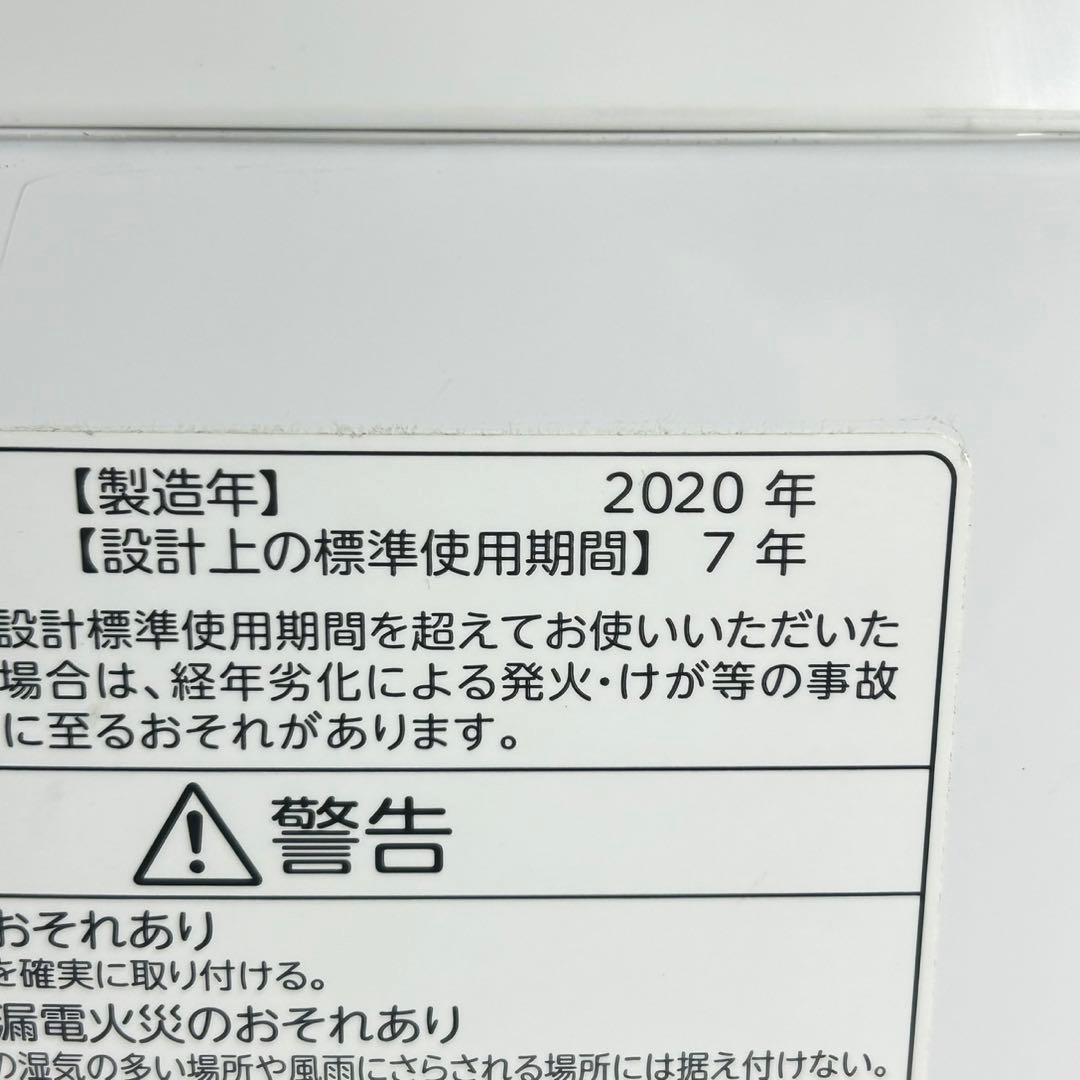 【製造年】 2020 年
【設計上の標準使用期間】 7 年
設計標準使用期間を超えてお使いいただいた
場合は、経年劣化による発火・けが等の事故
に至るおそれがあります。
警告
おそれあり
を確実に取り付ける。
漏電火災のおそれあり
の湿気の多い場所や風雨にさらされる場所には据え付けない。